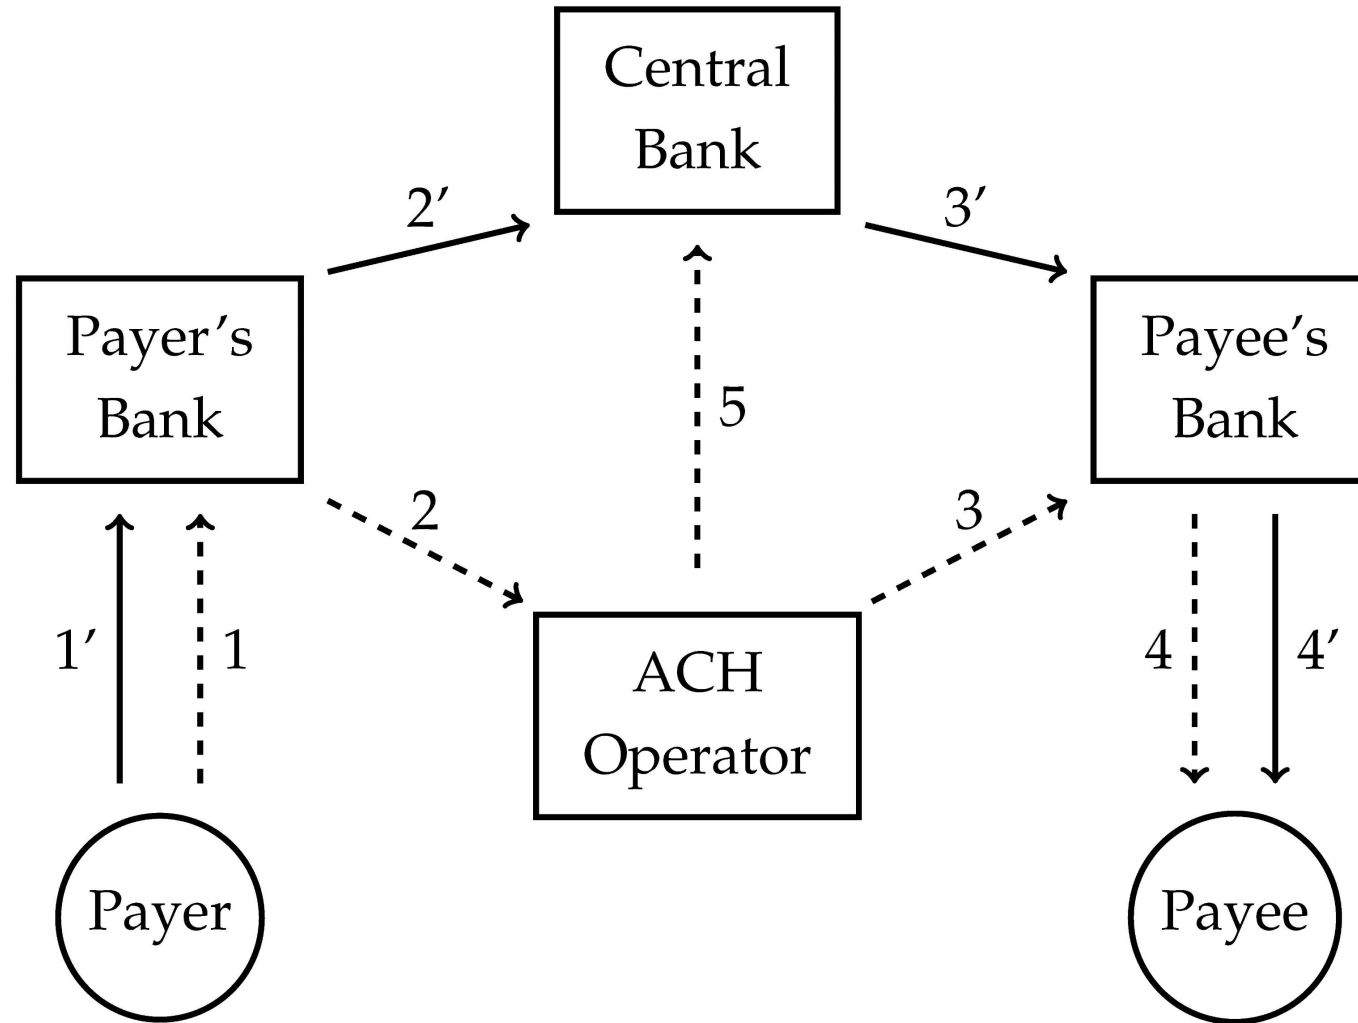 Central
Bank
2′
3′
Payer’s
Bank
Payee’s
Bank
5
2
3
1′
1
4
4′
ACH
Operator
Payer
Payee